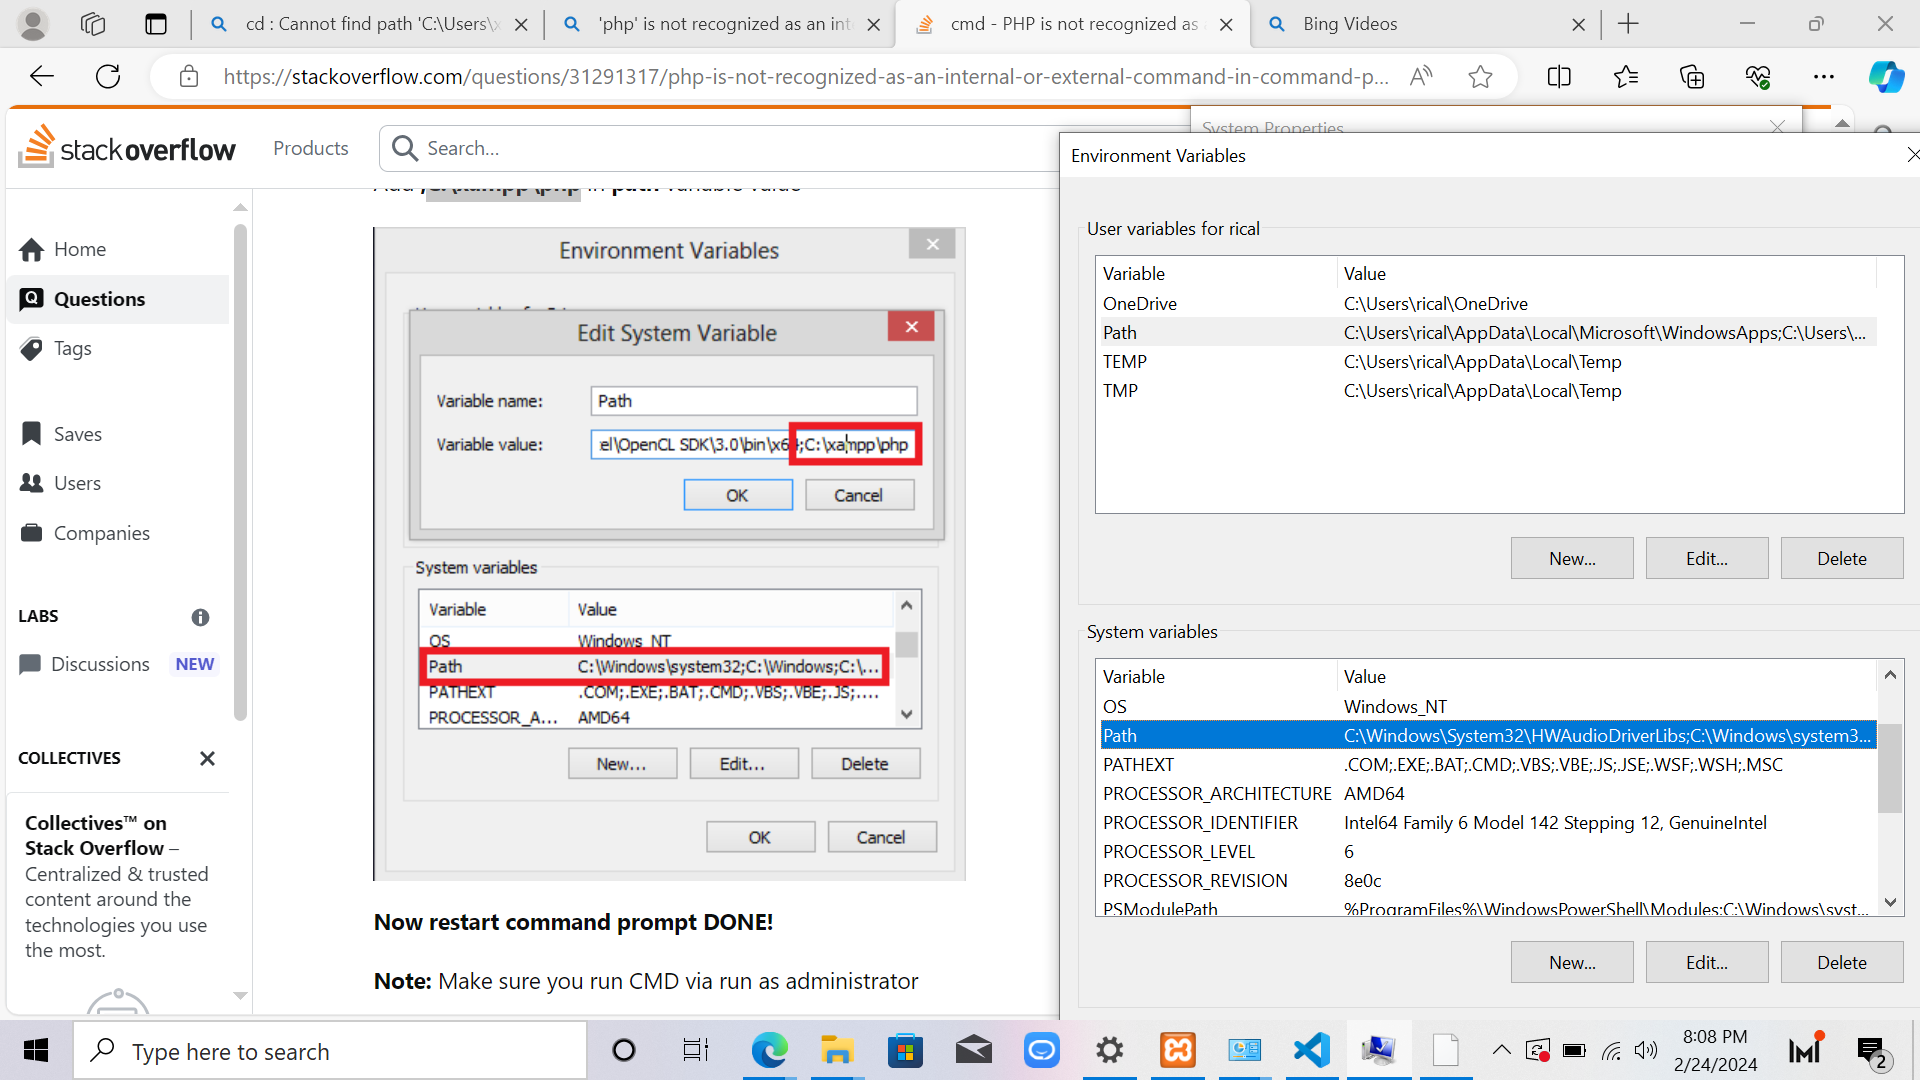 cd : Cannot find path 'C:\Users\x
'php' is not recognized as an inte
cmd - PHP is not recognized as a
Bing Videos
https://stackoverflow.com/questions/31291317/php-is-not-recognized-as-an-internal-or-external-command-in-command-p...
stackoverflow
Products
Search...
Home
Questions
Tags
Saves
Users
Companies
LABS
Discussions NEW
COLLECTIVES
Collectives™ on
Stack Overflow –
Centralized & trusted
content around the
technologies you use
the most.
Add ;C:\xampp\php in path variable value
Environment Variables
Edit System Variable
Variable name: Path
Variable value: :el\OpenCL SDK\3.0\bin\x64;C:\xampp\php
OK Cancel
System variables
Variable Value
OS Windows_NT
Path C:\Windows\system32;C:\Windows;C:\...
PATHEXT .COM;.EXE;.BAT;.CMD;.VBS;.VBE;.JS;....
PROCESSOR_A... AMD64
New... Edit... Delete
OK Cancel
Now restart command prompt DONE!
Note: Make sure you run CMD via run as administrator
System Properties
Environment Variables
User variables for rical
Variable Value
OneDrive C:\Users\rical\OneDrive
Path C:\Users\rical\AppData\Local\Microsoft\WindowsApps;C:\Users\...
TEMP C:\Users\rical\AppData\Local\Temp
TMP C:\Users\rical\AppData\Local\Temp
New... Edit... Delete
System variables
Variable Value
OS Windows_NT
Path C:\Windows\System32\HWAudioDriverLibs;C:\Windows\system3...
PATHEXT .COM;.EXE;.BAT;.CMD;.VBS;.VBE;.JS;.JSE;.WSF;.WSH;.MSC
PROCESSOR_ARCHITECTURE AMD64
PROCESSOR_IDENTIFIER Intel64 Family 6 Model 142 Stepping 12, GenuineIntel
PROCESSOR_LEVEL 6
PROCESSOR_REVISION 8e0c
PSModulePath %ProgramFiles%\WindowsPowerShell\Modules;C:\Windows\syst...
New... Edit... Delete
Type here to search
8:08 PM
2/24/2024
2